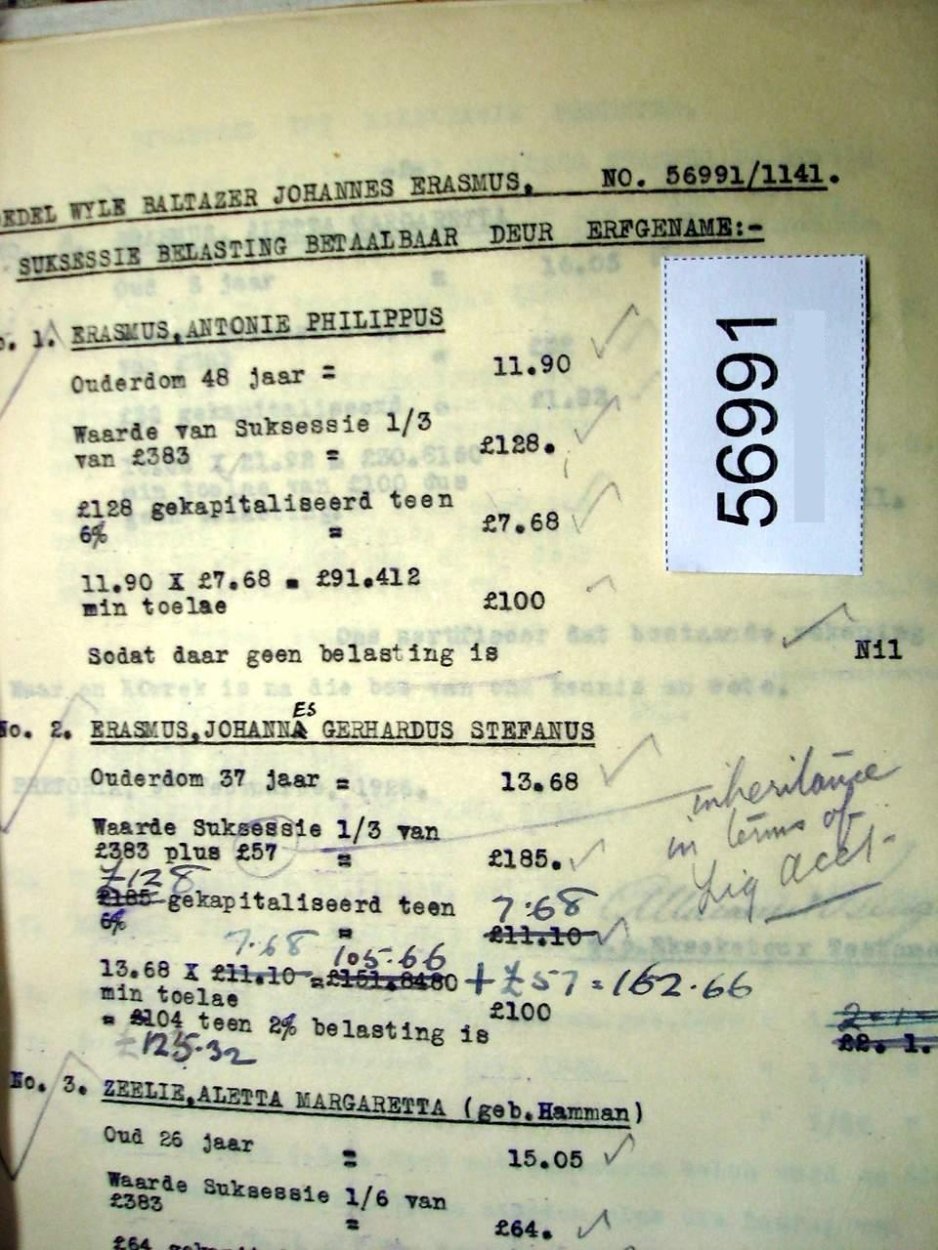 EDEL WYLE BALTAZER JOHANNES ERASMUS, NO. 56991/1141.
SUKSESSIE BELASTING BETAALBAAR DEUR ERFGENAME:-
56991
o. 1. ERASMUS,ANTONIE PHILIPPUS
Ouderdom 48 jaar = 11.90
Waarde van Suksessie 1/3
van £383 = £128.
£128 gekapitaliseerd teen
6% = £7.68
11.90 X £7.68 = £91.412
min toelae £100
Sodat daar geen belasting is Nil
No. 2. ERASMUS,JOHANNES GERHARDUS STEFANUS
Ouderdom 37 jaar = 13.68
inheritance
in terms of
Liq Acct-
Waarde Suksessie 1/3 van
£383 plus £57 = £185.
£128
£185 gekapitaliseerd teen 7.68
6% = £11.10
7.68 105.66
13.68 X £11.10 = £151.8480 + £57 = 162.66
min toelae £100
= £104 teen 2% belasting is £2. 1.
£125.32
No. 3. ZEELIE,ALETTA MARGARETTA (geb.Hamman)
Oud 26 jaar = 15.05
Waarde Suksessie 1/6 van
£383 = £64.
£64